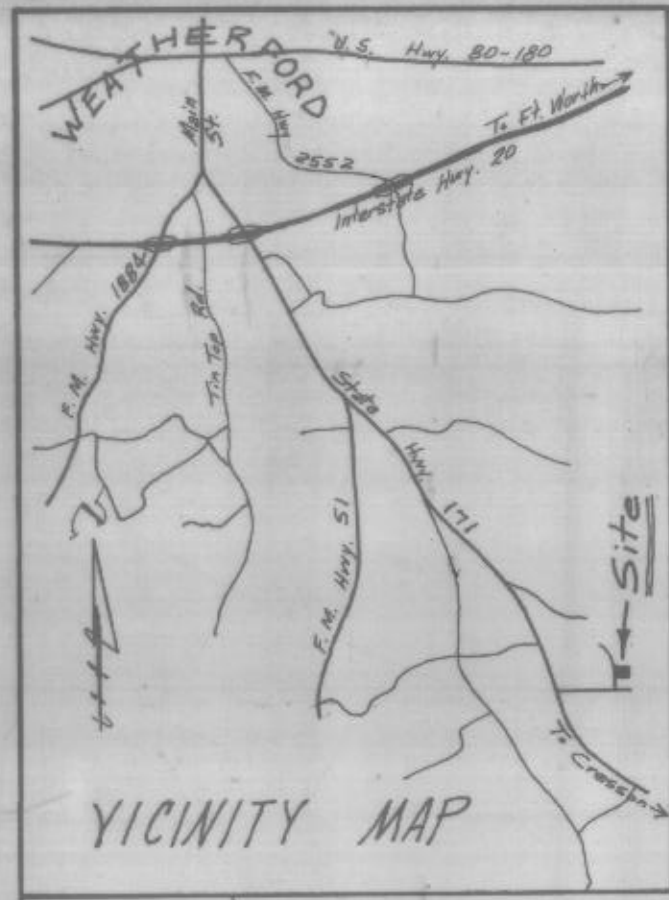 WEATHERFORD
U.S. Hwy. 80-180
Main St.
F.M. Hwy 2552
To Ft. Worth
Interstate Hwy. 20
F.M. Hwy. 1884
Tin Top Rd.
State Hwy. 171
F.M. Hwy. 51
Site
To Cresson
VICINITY MAP